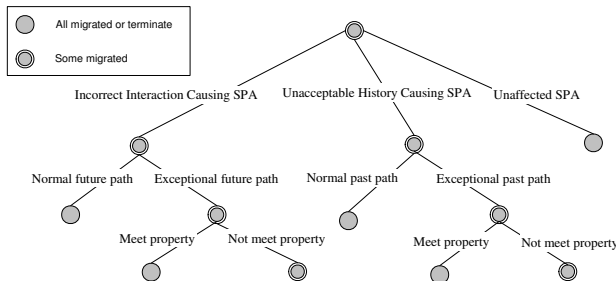 All migrated or terminate
Some migrated
Incorrect Interaction Causing SPA
Unacceptable History Causing SPA
Unaffected SPA
Normal future path
Exceptional future path
Normal past path
Exceptional past path
Meet property
Not meet property
Meet property
Not meet property